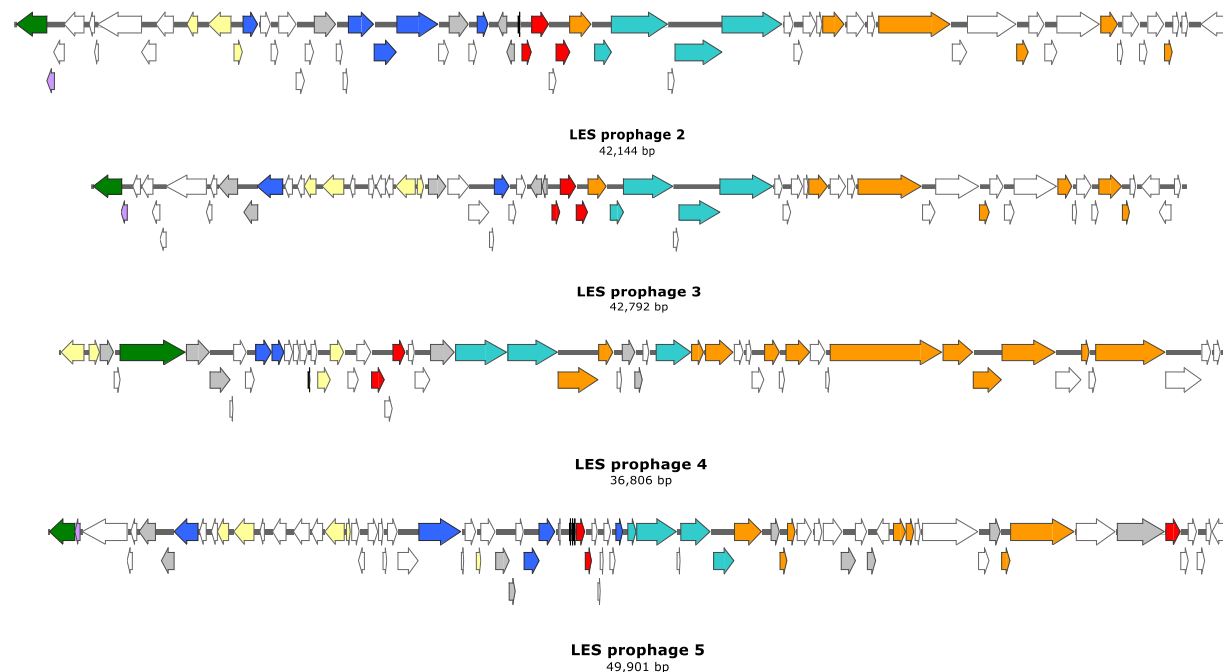 LES prophage 2
42,144 bp
LES prophage 3
42,792 bp
LES prophage 4
36,806 bp
LES prophage 5
49,901 bp